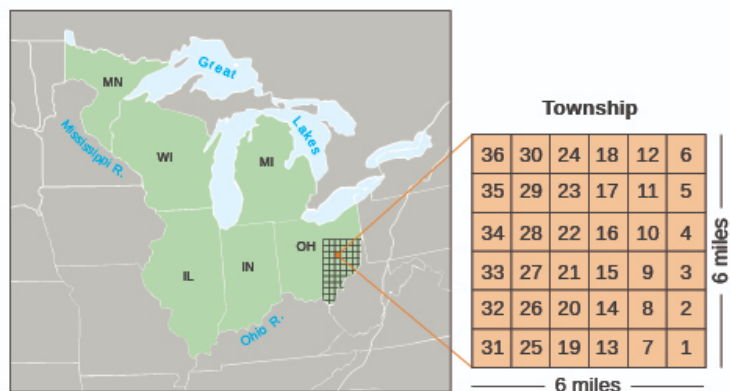 Great
MN
Mississippi R.
WI
MI
Lakes
OH
IL
IN
Ohio R.
Township
36 30 24 18 12 6
35 29 23 17 11 5
34 28 22 16 10 4
33 27 21 15 9 3
32 26 20 14 8 2
31 25 19 13 7 1
6 miles
6 miles